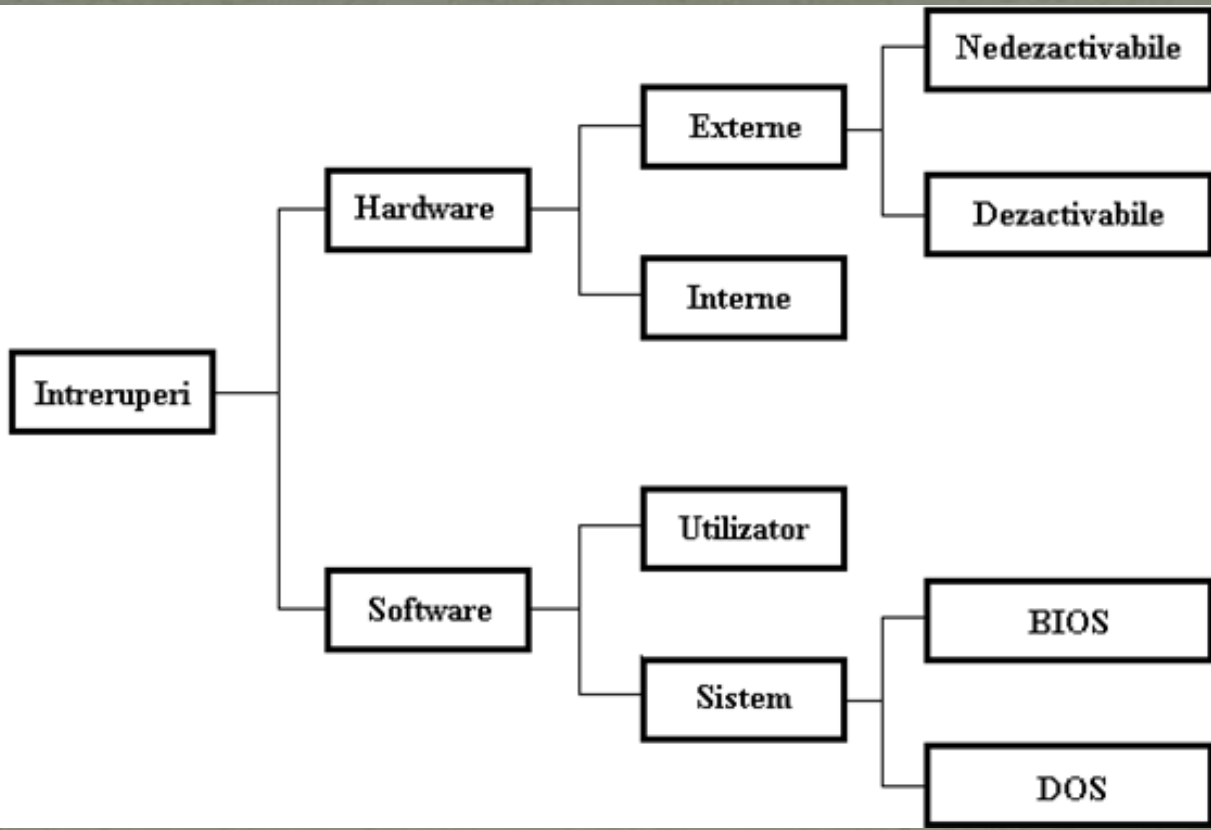 Nedezactivabile
Externe
Dezactivabile
Hardware
Interne
Intreruperi
Utilizator
Software
BIOS
Sistem
DOS